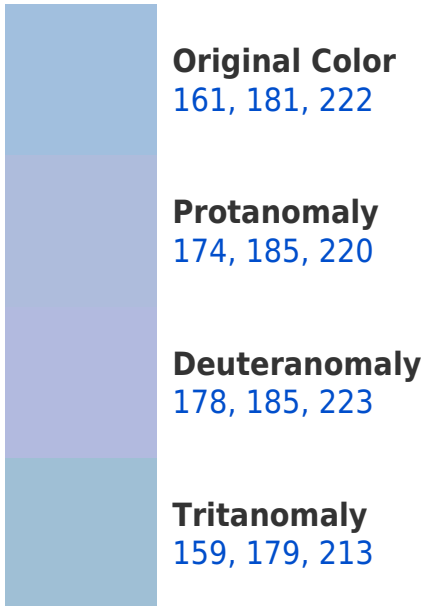 Original Color
161, 181, 222
Protanomaly
174, 185, 220
Deuteranomaly
178, 185, 223
Tritanomaly
159, 179, 213